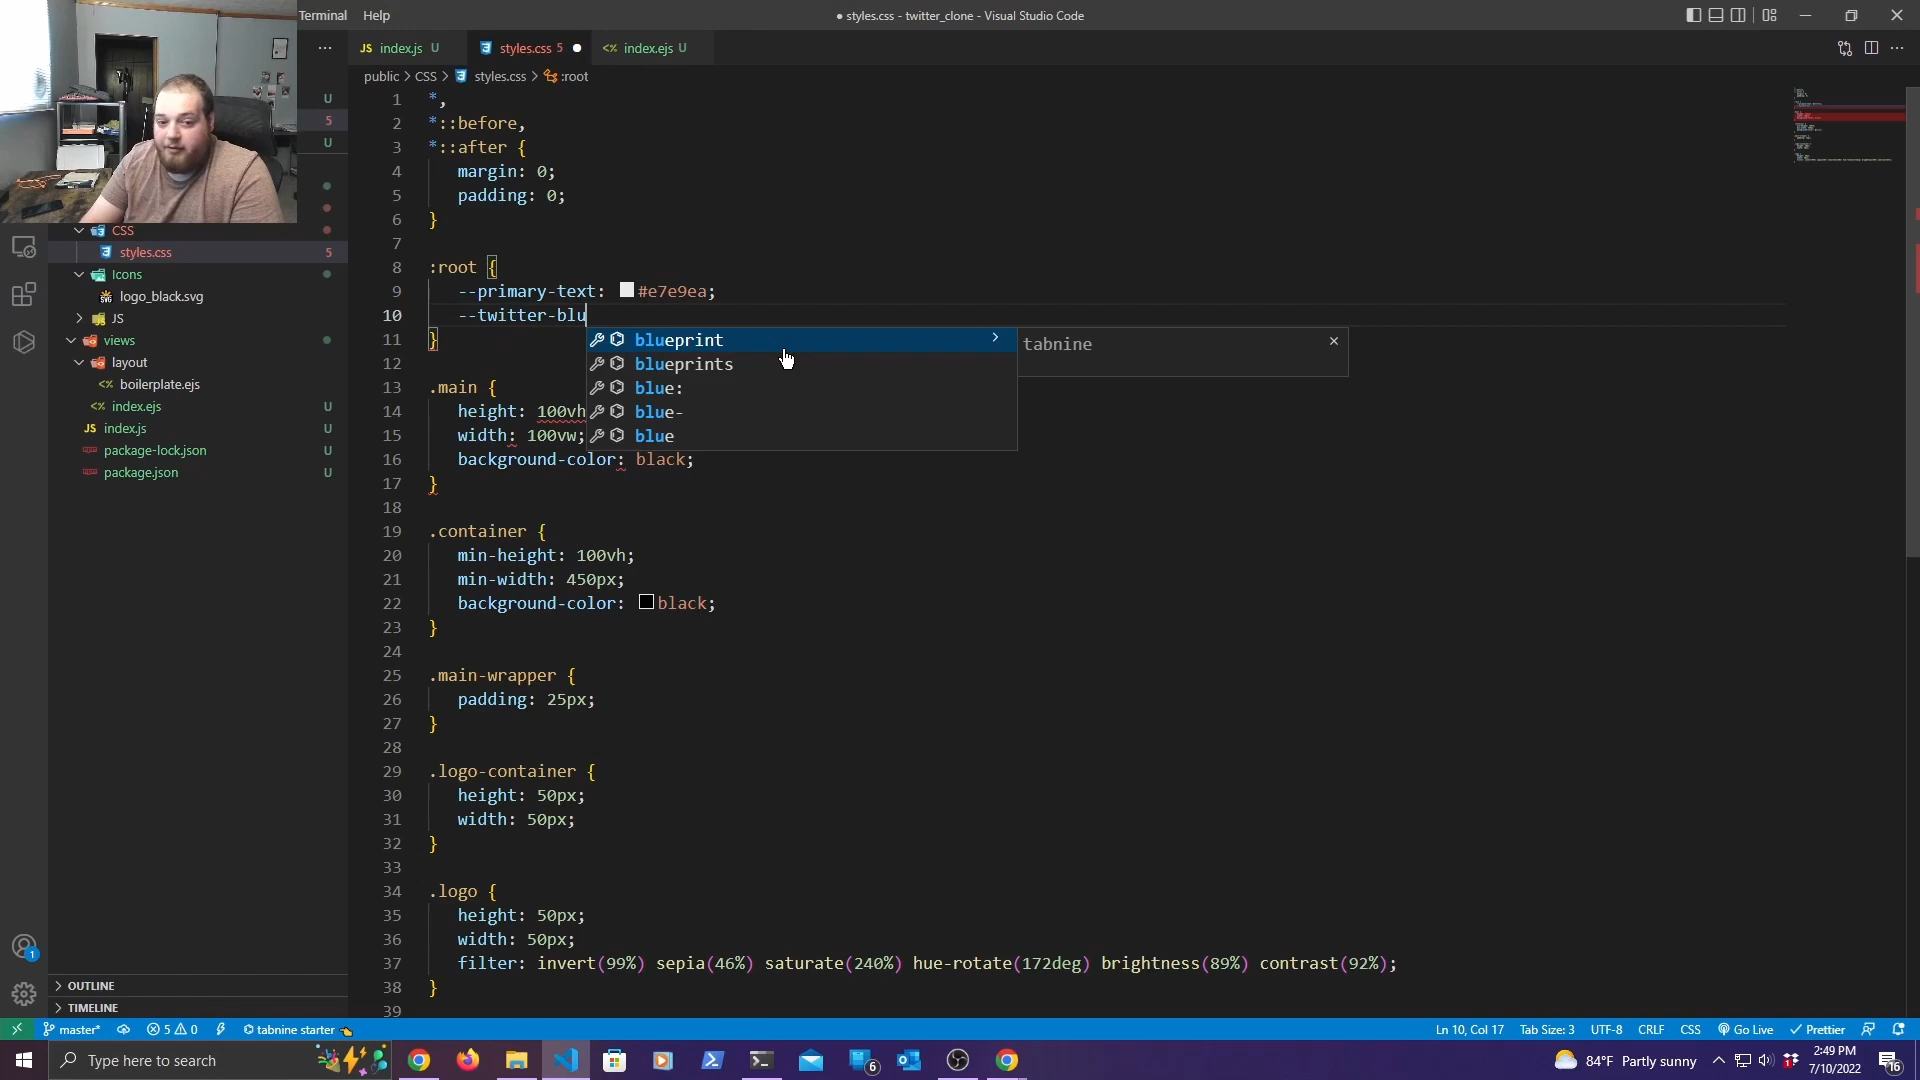 Terminal Help
● styles.css - twitter_clone - Visual Studio Code
JS index.js U
styles.css 5 ●
<> index.ejs U
public > CSS > styles.css > :root
U
5
U
CSS
styles.css 5
Icons
logo_black.svg
JS
views
layout
<> boilerplate.ejs
<> index.ejs U
JS index.js U
package-lock.json U
package.json U
OUTLINE
TIMELINE
1 *,
2 *::before,
3 *::after {
4 margin: 0;
5 padding: 0;
6 }
7
8 :root {
9 --primary-text: #e7e9ea;
10 --twitter-blu
11 }
12
13 .main {
14 height: 100vh
15 width: 100vw;
16 background-color: black;
17 }
18
19 .container {
20 min-height: 100vh;
21 min-width: 450px;
22 background-color: black;
23 }
24
25 .main-wrapper {
26 padding: 25px;
27 }
28
29 .logo-container {
30 height: 50px;
31 width: 50px;
32 }
33
34 .logo {
35 height: 50px;
36 width: 50px;
37 filter: invert(99%) sepia(46%) saturate(240%) hue-rotate(172deg) brightness(89%) contrast(92%);
38 }
39
blueprint
blueprints
blue:
blue-
blue
tabnine
1
master* 5 0 tabnine starter
Ln 10, Col 17 Tab Size: 3 UTF-8 CRLF CSS Go Live Prettier
Type here to search
6
84°F Partly sunny
2:49 PM
7/10/2022
16